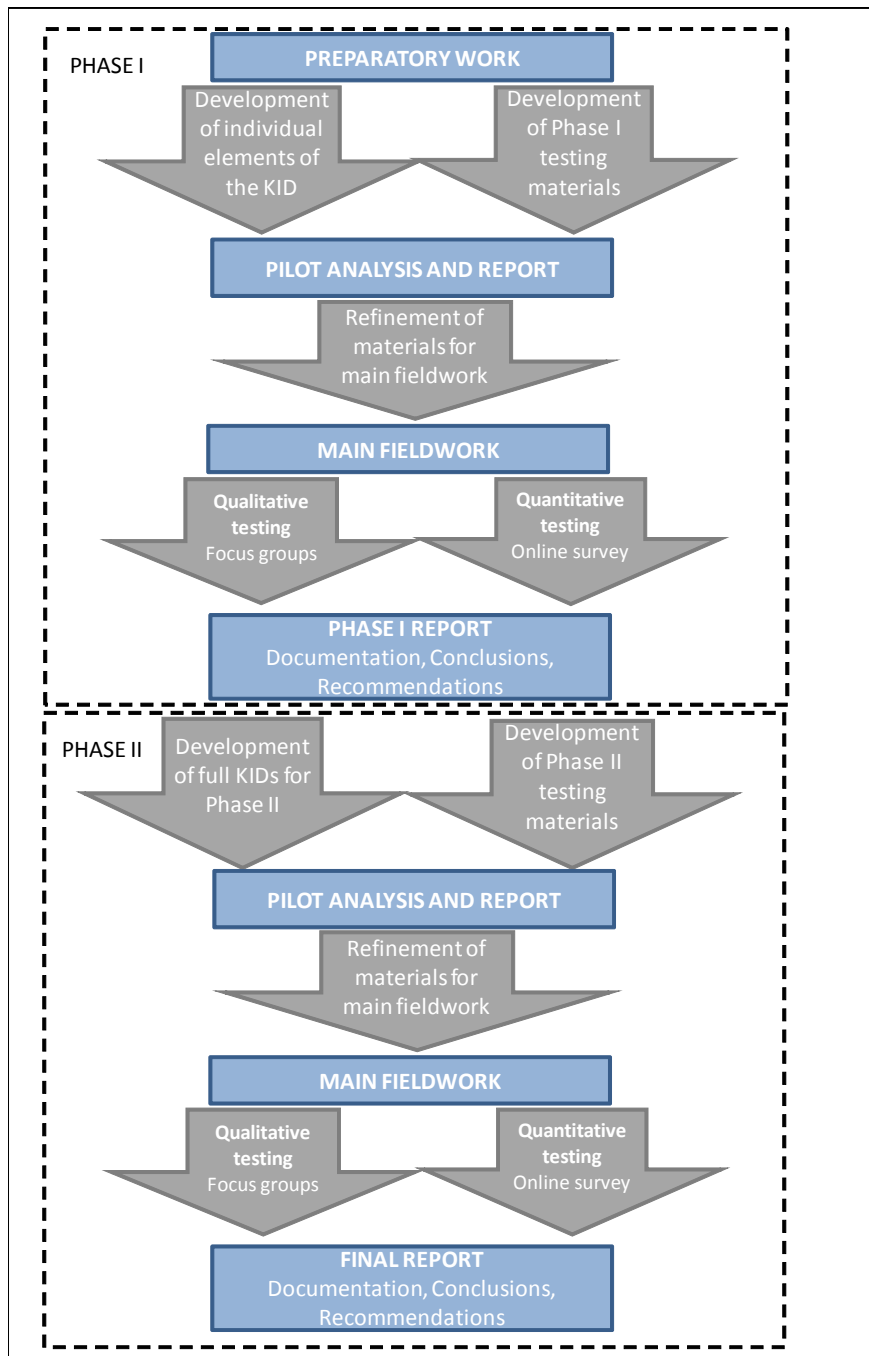 PHASE I
PREPARATORY WORK
Development
of individual
elements of
the KID
Development
of Phase I
testing
materials
PILOT ANALYSIS AND REPORT
Refinement of
materials for
main fieldwork
MAIN FIELDWORK
Qualitative
testing
Focus groups
Quantitative
testing
Online survey
PHASE I REPORT
Documentation, Conclusions,
Recommendations
PHASE II
Development
of full KIDs for
Phase II
Development
of Phase II
testing
materials
PILOT ANALYSIS AND REPORT
Refinement of
materials for
main fieldwork
MAIN FIELDWORK
Qualitative
testing
Focus groups
Quantitative
testing
Online survey
FINAL REPORT
Documentation, Conclusions,
Recommendations